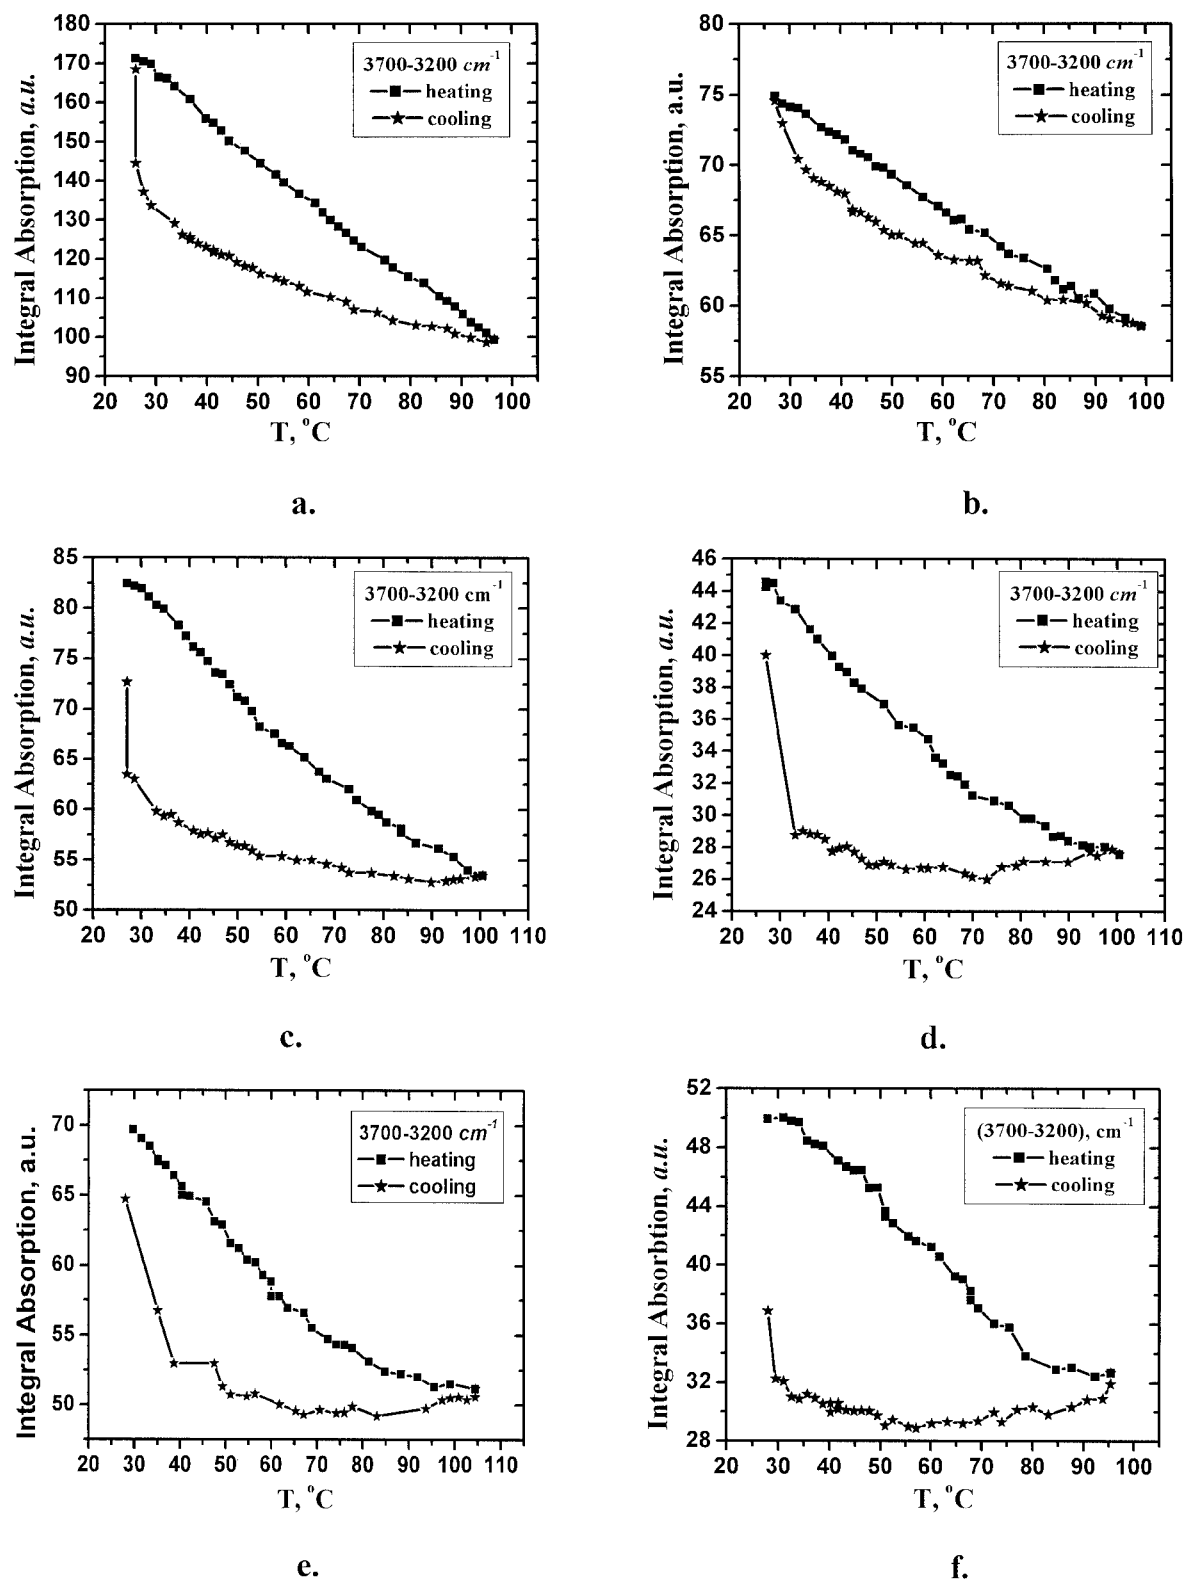 180
170
160
150
140
130
120
110
100
90
Integral Absorption, a.u.
3700-3200 cm-1
heating
cooling
20 30 40 50 60 70 80 90 100
T, °C
a.
80
75
70
65
60
55
Integral Absorption, a.u.
3700-3200 cm-1
heating
cooling
20 30 40 50 60 70 80 90 100
T, °C
b.
85
80
75
70
65
60
55
50
Integral Absorption, a.u.
3700-3200 cm-1
heating
cooling
20 30 40 50 60 70 80 90 100 110
T, °C
c.
46
44
42
40
38
36
34
32
30
28
26
24
Integral Absorption, a.u.
3700-3200 cm-1
heating
cooling
20 30 40 50 60 70 80 90 100 110
T, °C
d.
70
65
60
55
50
Integral Absorption, a.u.
3700-3200 cm-1
heating
cooling
20 30 40 50 60 70 80 90 100 110
T, °C
e.
52
48
44
40
36
32
28
Integral Absorbtion, a.u.
(3700-3200), cm-1
heating
cooling
20 30 40 50 60 70 80 90 100
T, °C
f.